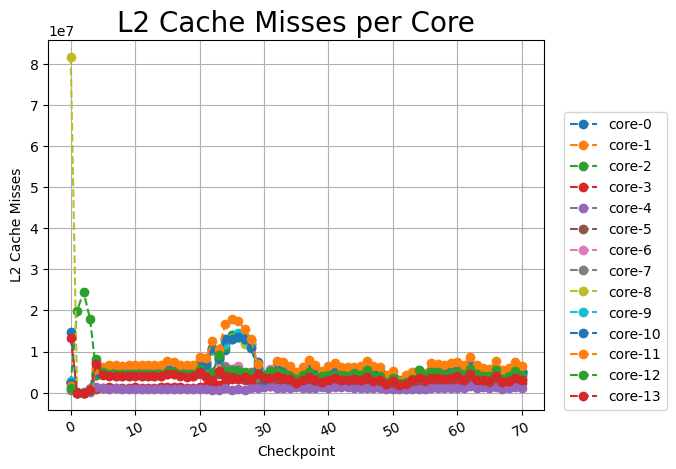 L2 Cache Misses per Core
1e7
8
7
6
5
4
3
2
1
0
L2 Cache Misses
0 10 20 30 40 50 60 70
Checkpoint
core-0
core-1
core-2
core-3
core-4
core-5
core-6
core-7
core-8
core-9
core-10
core-11
core-12
core-13